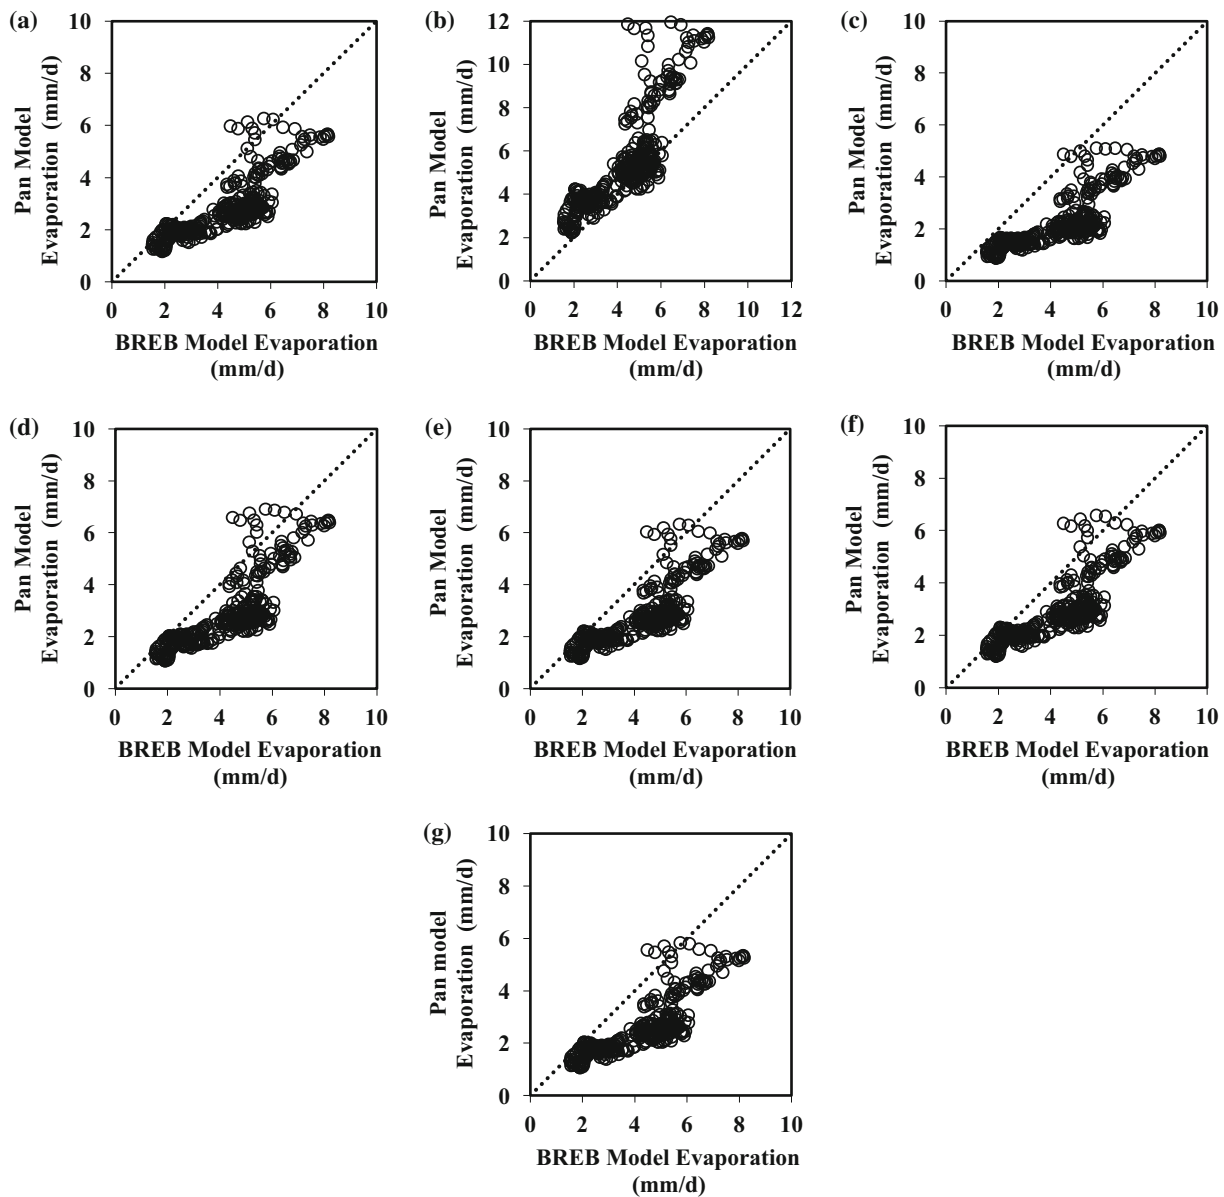 (a)
10
8
6
4
2
0
Pan Model
Evaporation (mm/d)
0 2 4 6 8 10
BREB Model Evaporation
(mm/d)
(b)
12
10
8
6
4
2
0
Pan Model
Evaporation (mm/d)
0 2 4 6 8 10 12
BREB Model Evaporation
(mm/d)
(c)
10
8
6
4
2
0
Pan Model
Evaporation (mm/d)
0 2 4 6 8 10
BREB Model Evaporation
(mm/d)
(d)
10
8
6
4
2
0
Pan Model
Evaporation (mm/d)
0 2 4 6 8 10
BREB Model Evaporation
(mm/d)
(e)
10
8
6
4
2
0
Pan Model
Evaporation (mm/d)
0 2 4 6 8 10
BREB Model Evaporation
(mm/d)
(f)
10
8
6
4
2
0
Pan Model
Evaporation (mm/d)
0 2 4 6 8 10
BREB Model Evaporation
(mm/d)
(g)
10
8
6
4
2
0
Pan model
Evaporation (mm/d)
0 2 4 6 8 10
BREB Model Evaporation
(mm/d)